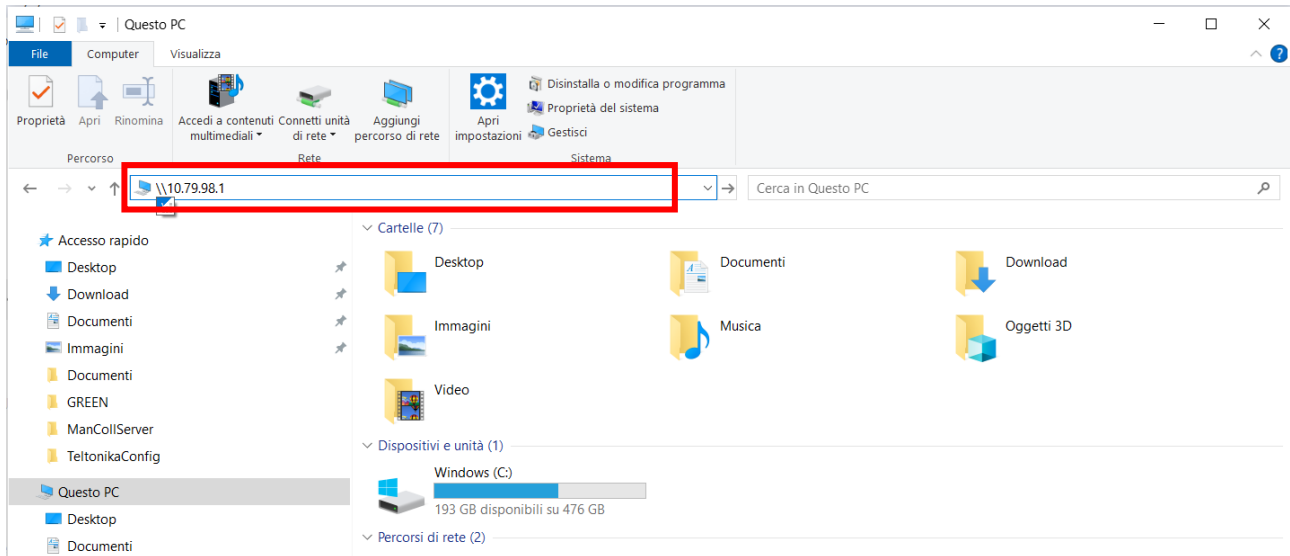 Questo PC
File Computer Visualizza
Proprietà Apri Rinomina
Accedi a contenuti multimediali
Connetti unità di rete
Aggiungi percorso di rete
Apri impostazioni
Disinstalla o modifica programma
Proprietà del sistema
Gestisci
Percorso Rete Sistema
\\10.79.98.1
Cerca in Questo PC
Accesso rapido
Desktop
Download
Documenti
Immagini
Documenti
GREEN
ManCollServer
TeltonikaConfig
Questo PC
Desktop
Documenti
Cartelle (7)
Desktop Documenti Download
Immagini Musica Oggetti 3D
Video
Dispositivi e unità (1)
Windows (C:)
193 GB disponibili su 476 GB
Percorsi di rete (2)